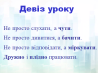 Девіз уроку
Не просто слухати, а чути.
Не просто дивитися, а бачити.
Не просто відповідати, а міркувати.
Дружно і плідно працювати.